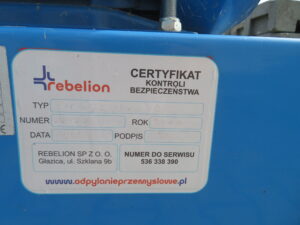 rebelion
CERTYFIKAT
KONTROLI
BEZPIECZEŃSTWA
TYP
NUMER
ROK
DATA
PODPIS
REBELION SP Z O. O.
Głazica, ul. Szklana 9b
NUMER DO SERWISU
536 338 390
www.odpylanieprzemyslowe.pl